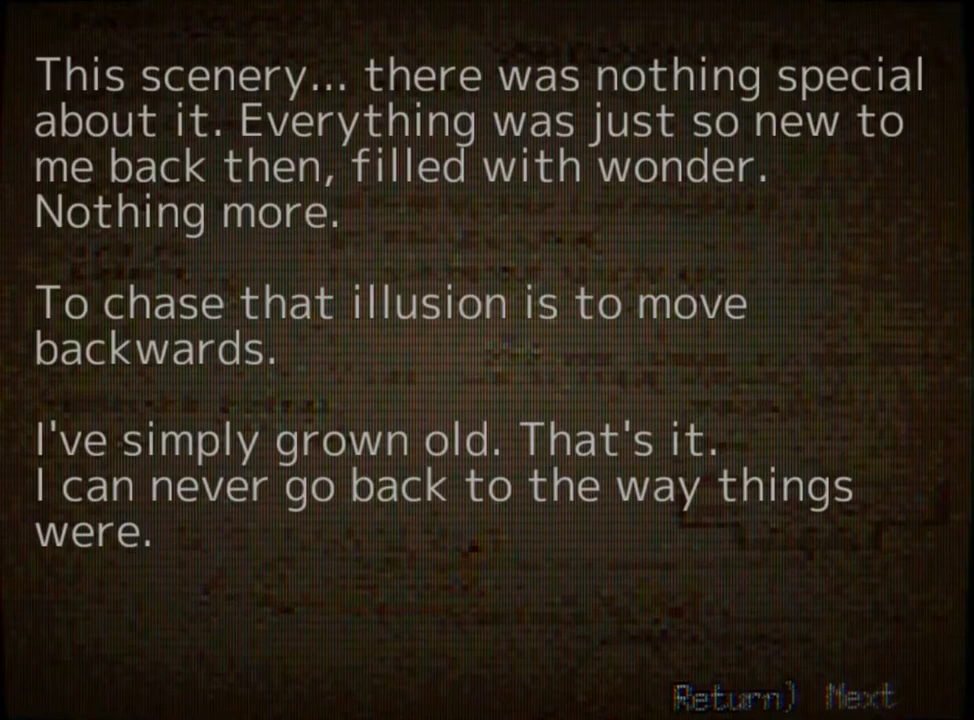 This scenery... there was nothing special
about it. Everything was just so new to
me back then, filled with wonder.
Nothing more.
To chase that illusion is to move
backwards.
I've simply grown old. That's it.
I can never go back to the way things
were.
Return) Next